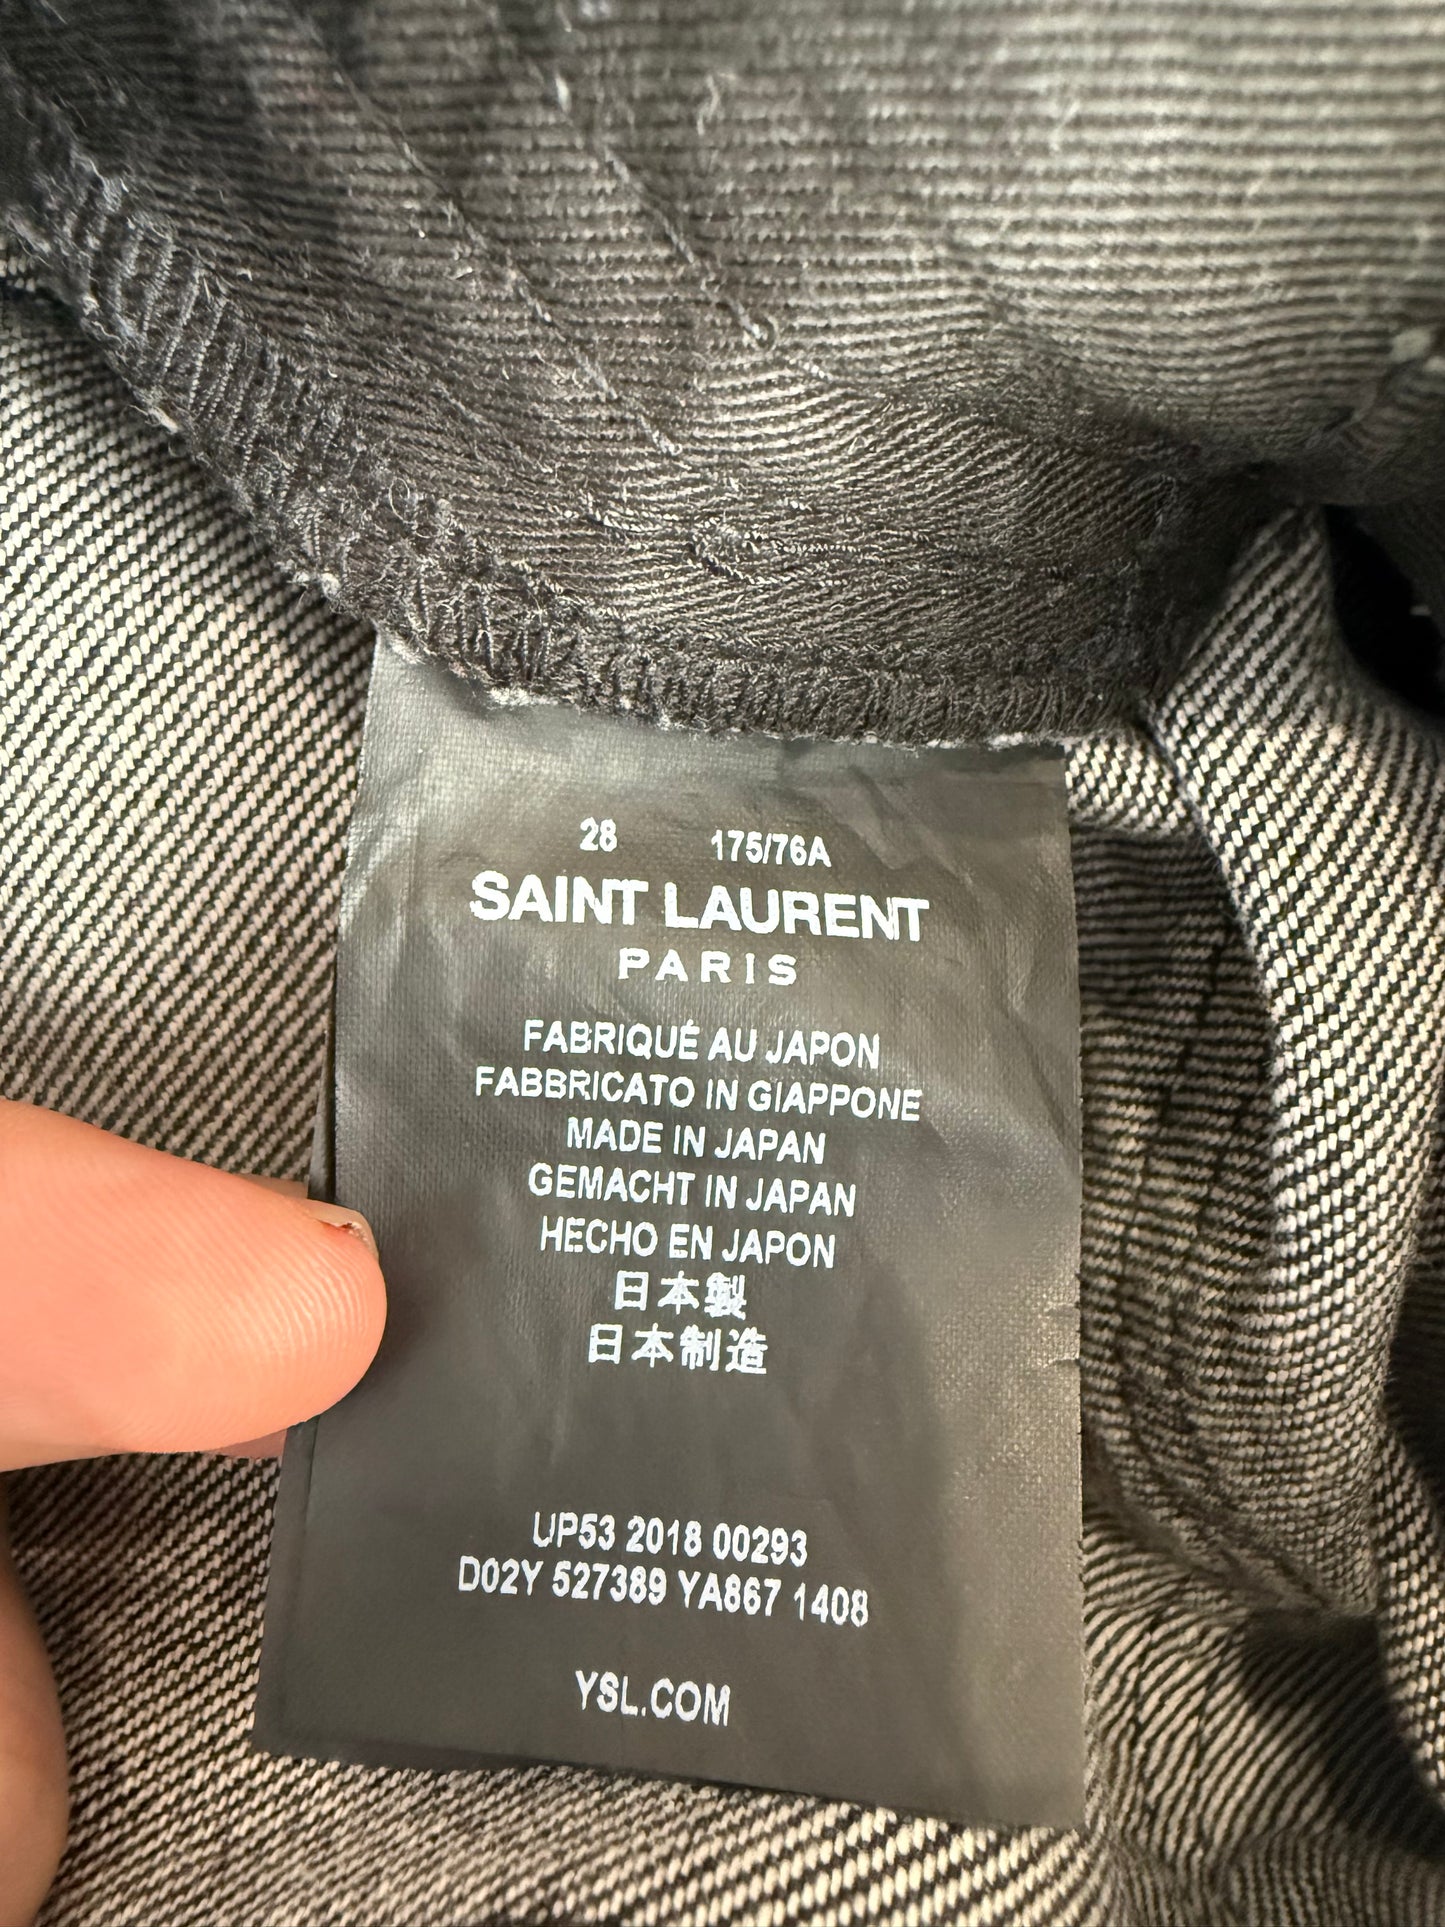 28 175/76A
SAINT LAURENT
PARIS
FABRIQUÉ AU JAPON
FABBRICATO IN GIAPPONE
MADE IN JAPAN
GEMACHT IN JAPAN
HECHO EN JAPON
日本製
日本制造
UP53 2018 00293
D02Y 527389 YA867 1408
YSL.COM